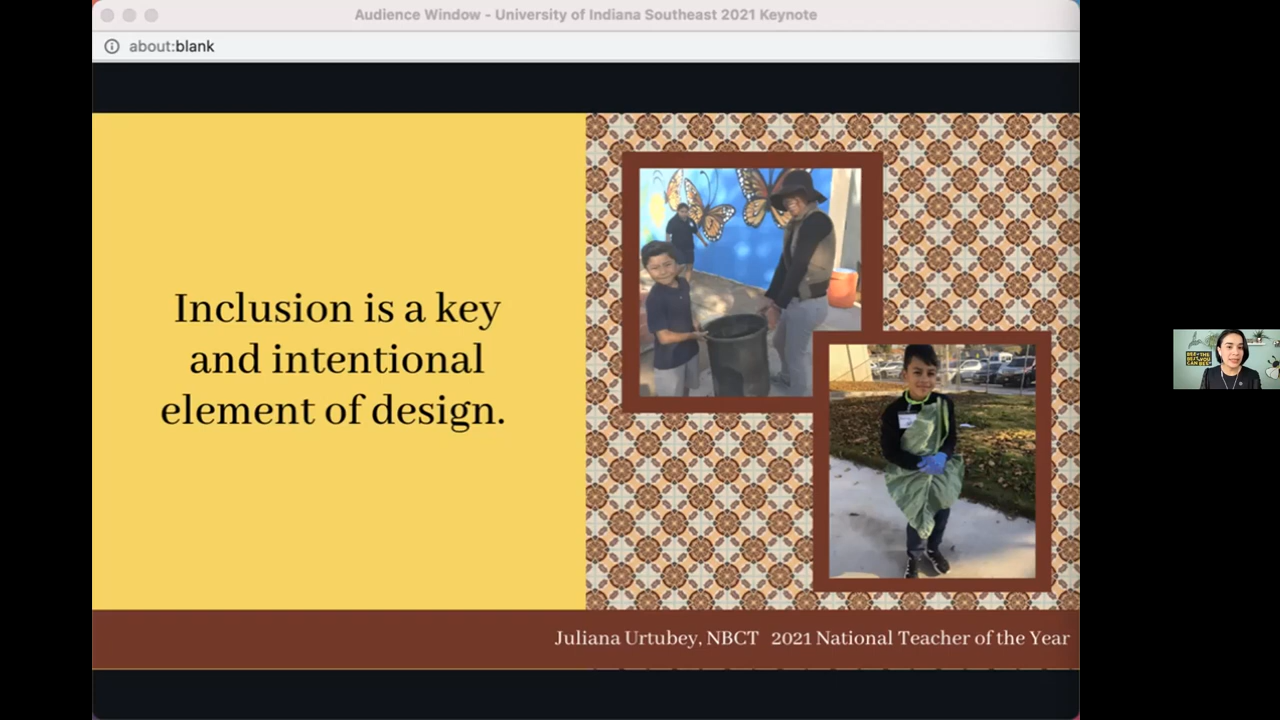 Audience Window - University of Indiana Southeast 2021 Keynote
about:blank
Inclusion is a key
and intentional
element of design.
Juliana Urtubey, NBCT 2021 National Teacher of the Year